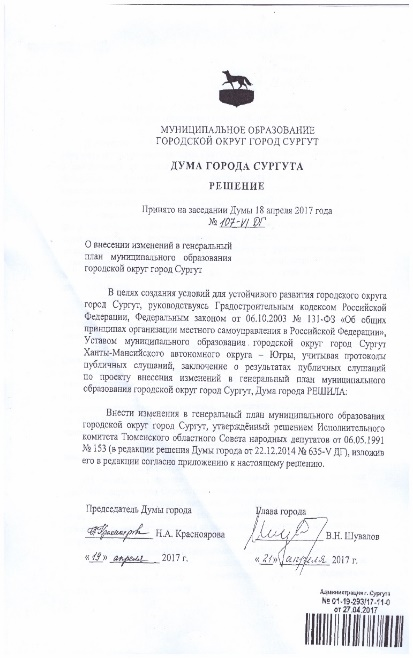 МУНИЦИПАЛЬНОЕ ОБРАЗОВАНИЕ
ГОРОДСКОЙ ОКРУГ ГОРОД СУРГУТ
ДУМА ГОРОДА СУРГУТА
РЕШЕНИЕ
Принято на заседании Думы 18 апреля 2017 года
№ 107-VI ДГ
О внесении изменений в генеральный
план муниципального образования
городской округ город Сургут
В целях создания условий для устойчивого развития городского округа
город Сургут, руководствуясь Градостроительным кодексом Российской
Федерации, Федеральным законом от 06.10.2003 № 131-ФЗ «Об общих
принципах организации местного самоуправления в Российской Федерации»,
Уставом муниципального образования городской округ город Сургут
Ханты-Мансийского автономного округа – Югры, учитывая протоколы
публичных слушаний, заключение о результатах публичных слушаний
по проекту внесения изменений в генеральный план муниципального
образования городской округ город Сургут, Дума города РЕШИЛА:
Внести изменения в генеральный план муниципального образования
городской округ город Сургут, утверждённый решением Исполнительного
комитета Тюменского областного Совета народных депутатов от 06.05.1991
№ 153 (в редакции решения Думы города от 22.12.2014 № 635-V ДГ), изложив
его в редакции согласно приложению к настоящему решению.
Председатель Думы города
Глава города
Н.А. Красноярова
В.Н. Шувалов
«19» апреля 2017 г.
«21» апреля 2017 г.
Администрация г. Сургута
№ 01-19-293/17-11-0
от 27.04.2017